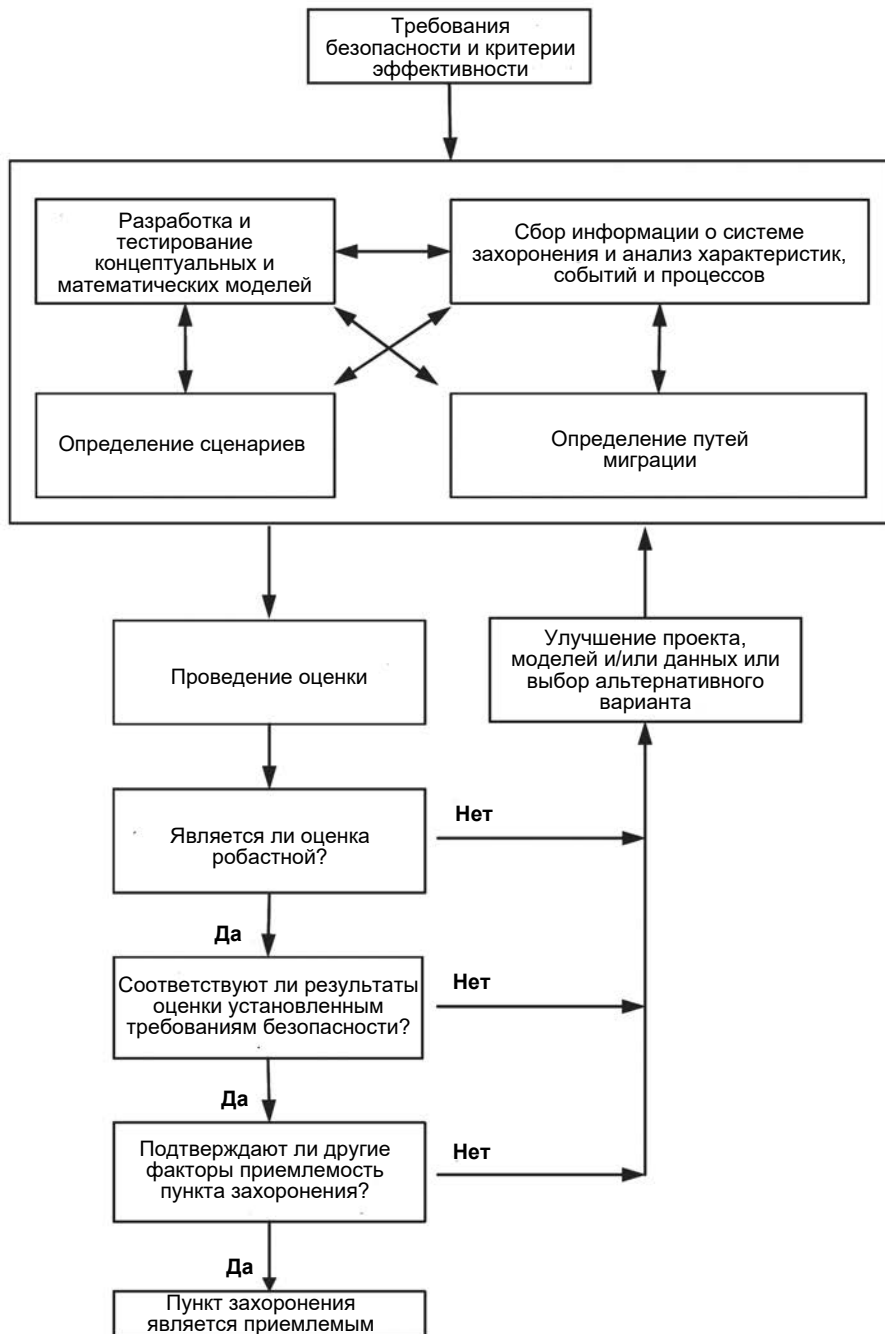 Требования
безопасности и критерии
эффективности
Разработка и
тестирование
концептуальных и
математических моделей
Сбор информации о системе
захоронения и анализ характеристик,
событий и процессов
Определение сценариев
Определение путей
миграции
Проведение оценки
Улучшение проекта,
моделей и/или данных или
выбор альтернативного
варианта
Является ли оценка
робастной?
Нет
Да
Соответствуют ли результаты
оценки установленным
требованиям безопасности?
Нет
Да
Подтверждают ли другие
факторы приемлемость
пункта захоронения?
Нет
Да
Пункт захоронения
является приемлемым